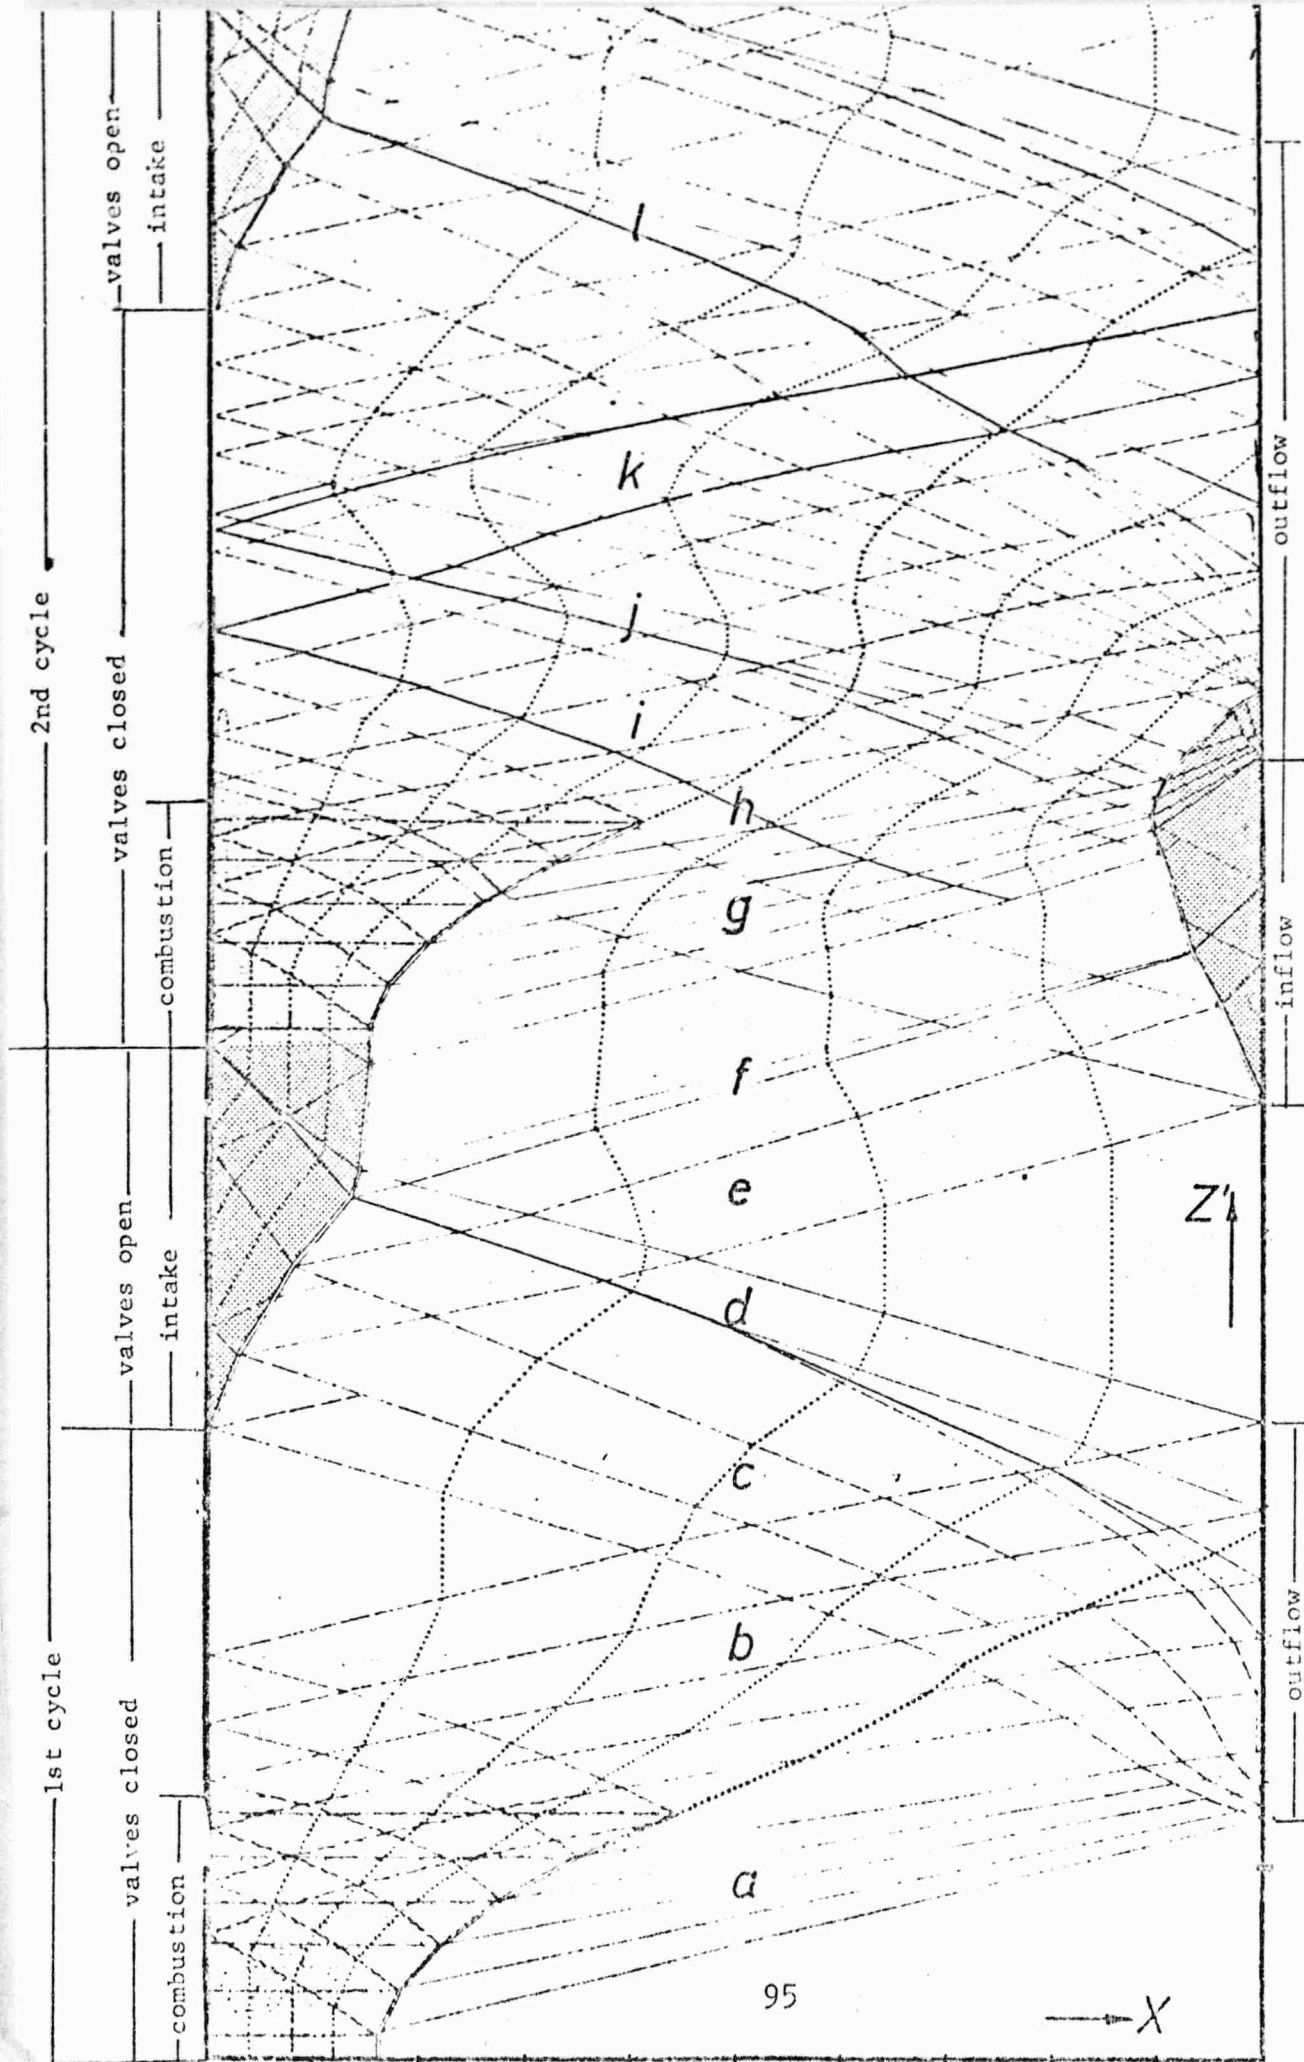 valves open
intake
l
2nd cycle
valves closed
outflow
k
j
i
h
combustion
g
inflow
f
e
Z'
valves open
intake
d
c
1st cycle
valves closed
b
outflow
a
combustion
95
X